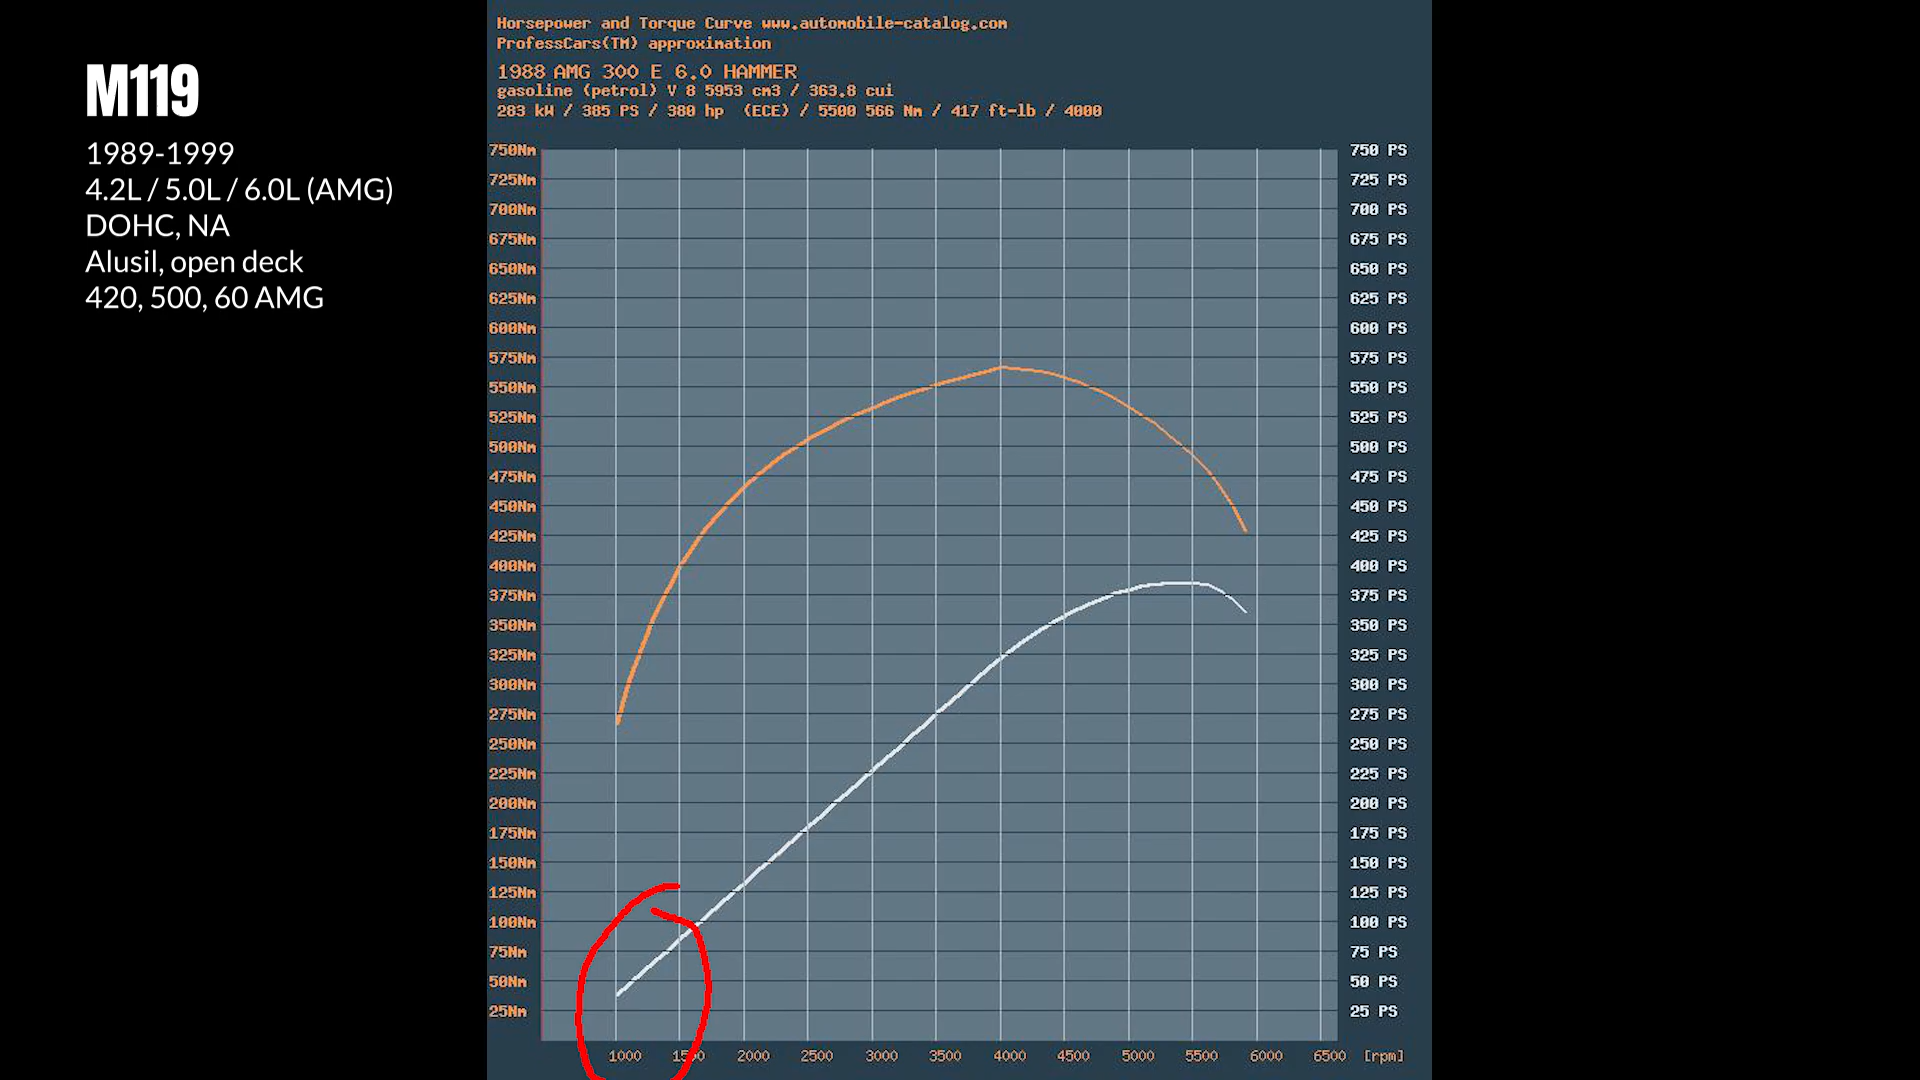 M119
1989-1999
4.2L / 5.0L / 6.0L (AMG)
DOHC, NA
Alusil, open deck
420, 500, 60 AMG
Horsepower and Torque Curve www.automobile-catalog.com
ProfessCars(TM) approximation
1988 AMG 300 E 6.0 HAMMER
gasoline (petrol) V 8 5953 cm3 / 363.8 cui
283 kW / 385 PS / 380 hp (ECE) / 5500 566 Nm / 417 ft-lb / 4000
750Nm 750 PS
725Nm 725 PS
700Nm 700 PS
675Nm 675 PS
650Nm 650 PS
625Nm 625 PS
600Nm 600 PS
575Nm 575 PS
550Nm 550 PS
525Nm 525 PS
500Nm 500 PS
475Nm 475 PS
450Nm 450 PS
425Nm 425 PS
400Nm 400 PS
375Nm 375 PS
350Nm 350 PS
325Nm 325 PS
300Nm 300 PS
275Nm 275 PS
250Nm 250 PS
225Nm 225 PS
200Nm 200 PS
175Nm 175 PS
150Nm 150 PS
125Nm 125 PS
100Nm 100 PS
75Nm 75 PS
50Nm 50 PS
25Nm 25 PS
1000 1500 2000 2500 3000 3500 4000 4500 5000 5500 6000 6500 [rpm]